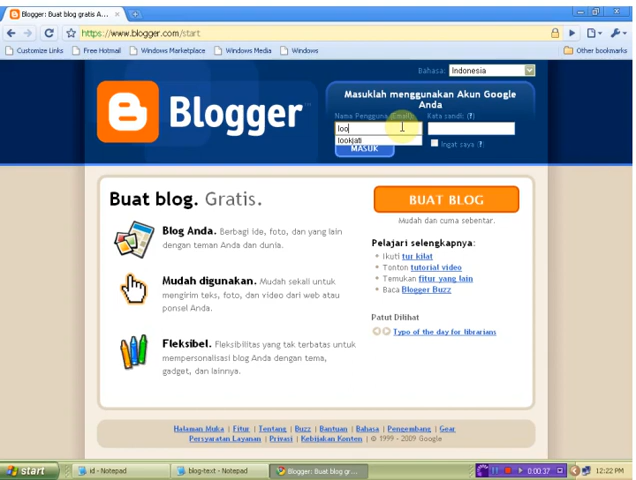 Blogger: Buat blog gratis A...
https://www.blogger.com/start
Customize Links
Free Hotmail
Windows Marketplace
Windows Media
Windows
Other bookmarks
Bahasa: Indonesia
Blogger™
Masuklah menggunakan Akun Google Anda
Nama Pengguna (Email): Kata sandi: (?)
loo
lookjati
MASUK
Ingat saya (?)
Buat blog. Gratis.
Blog Anda. Berbagi ide, foto, dan yang lain
dengan teman Anda dan dunia.
Mudah digunakan. Mudah sekali untuk
mengirim teks, foto, dan video dari web atau
ponsel Anda.
Fleksibel. Fleksibilitas yang tak terbatas untuk
mempersonalisasi blog Anda dengan tema,
gadget, dan lainnya.
BUAT BLOG
Mudah dan cuma sebentar.
Pelajari selengkapnya:
Ikuti tur kilat
Tonton tutorial video
Temukan fitur yang lain
Baca Blogger Buzz
Patut Dilihat
Typo of the day for librarians
Halaman Muka | Fitur | Tentang | Buzz | Bantuan | Bahasa | Pengembang | Gear
Persyaratan Layanan | Privasi | Kebijakan Konten | © 1999 - 2009 Google
start
id - Notepad
blog-text - Notepad
Blogger: Buat blog gr...
0:00:37
12:22 PM